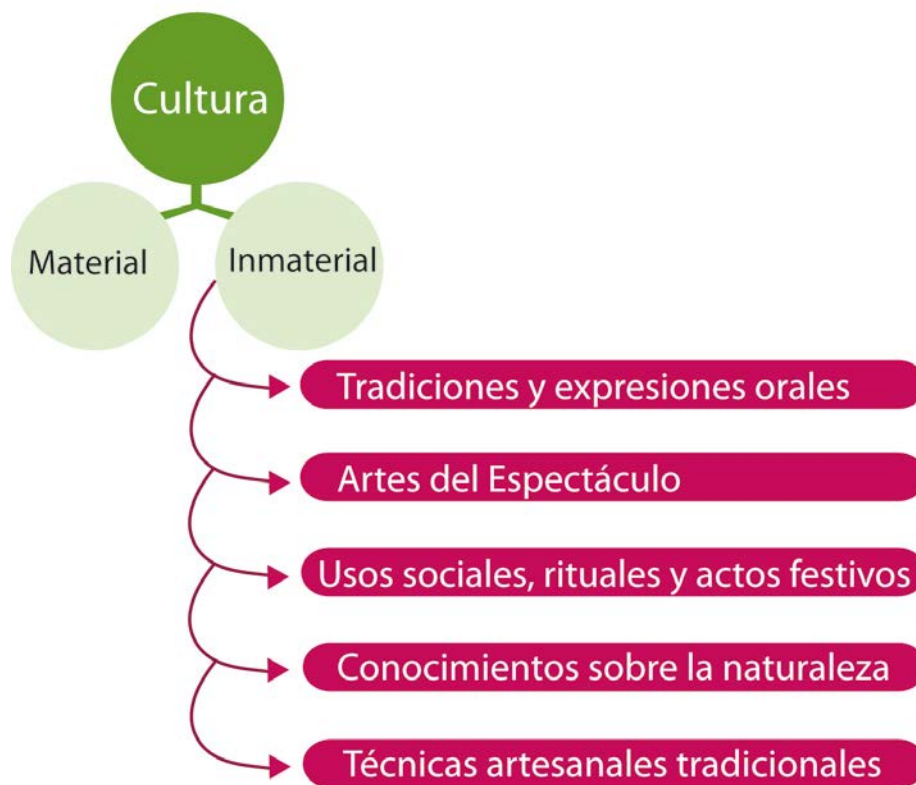 Cultura
Material
Inmaterial
Tradiciones y expresiones orales
Artes del Espectáculo
Usos sociales, rituales y actos festivos
Conocimientos sobre la naturaleza
Técnicas artesanales tradicionales